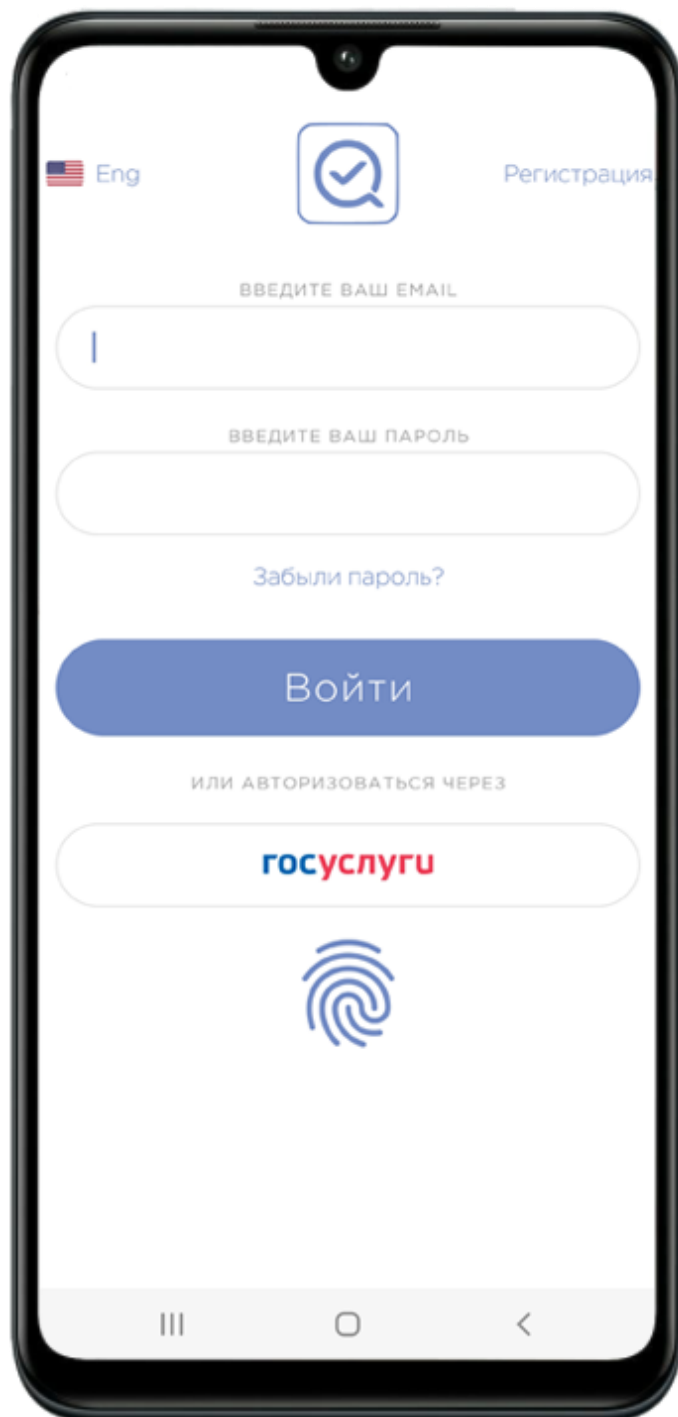 Eng
Регистрация
ВВЕДИТЕ ВАШ EMAIL
ВВЕДИТЕ ВАШ ПАРОЛЬ
Забыли пароль?
Войти
ИЛИ АВТОРИЗОВАТЬСЯ ЧЕРЕЗ
госуслуги